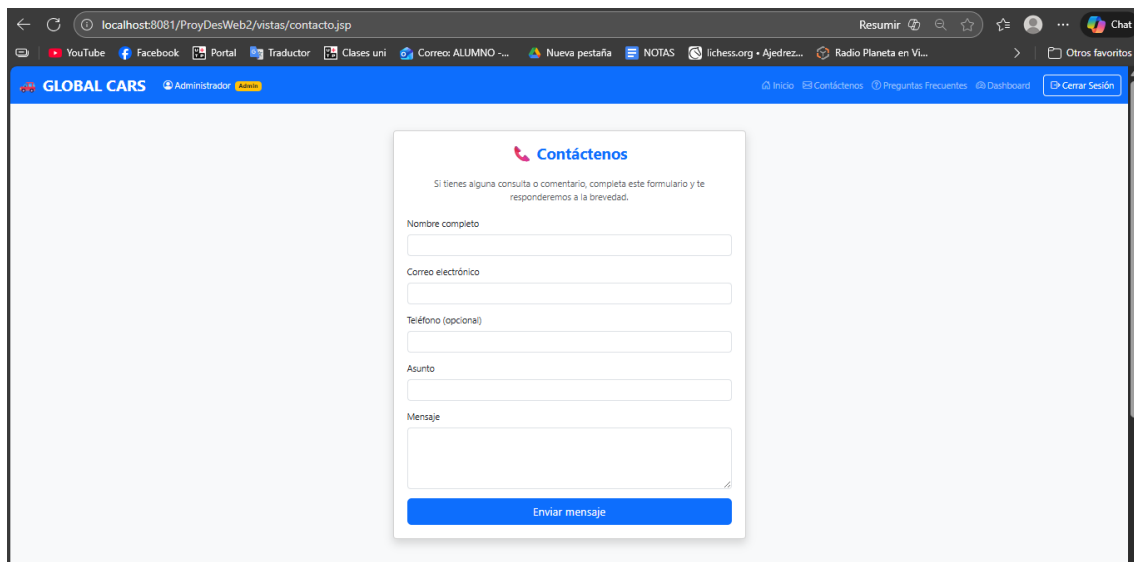 localhost:8081/ProyDesWeb2/vistas/contacto.jsp Resumir Chat
YouTube Facebook Portal Traductor Clases uni Correo: ALUMNO -... Nueva pestaña NOTAS lichess.org • Ajedrez... Radio Planeta en Vi... Otros favoritos
GLOBAL CARS Administrador Admin Inicio Contáctenos Preguntas Frecuentes Dashboard Cerrar Sesión
Contáctenos
Si tienes alguna consulta o comentario, completa este formulario y te
responderemos a la brevedad.
Nombre completo
Correo electrónico
Teléfono (opcional)
Asunto
Mensaje
Enviar mensaje